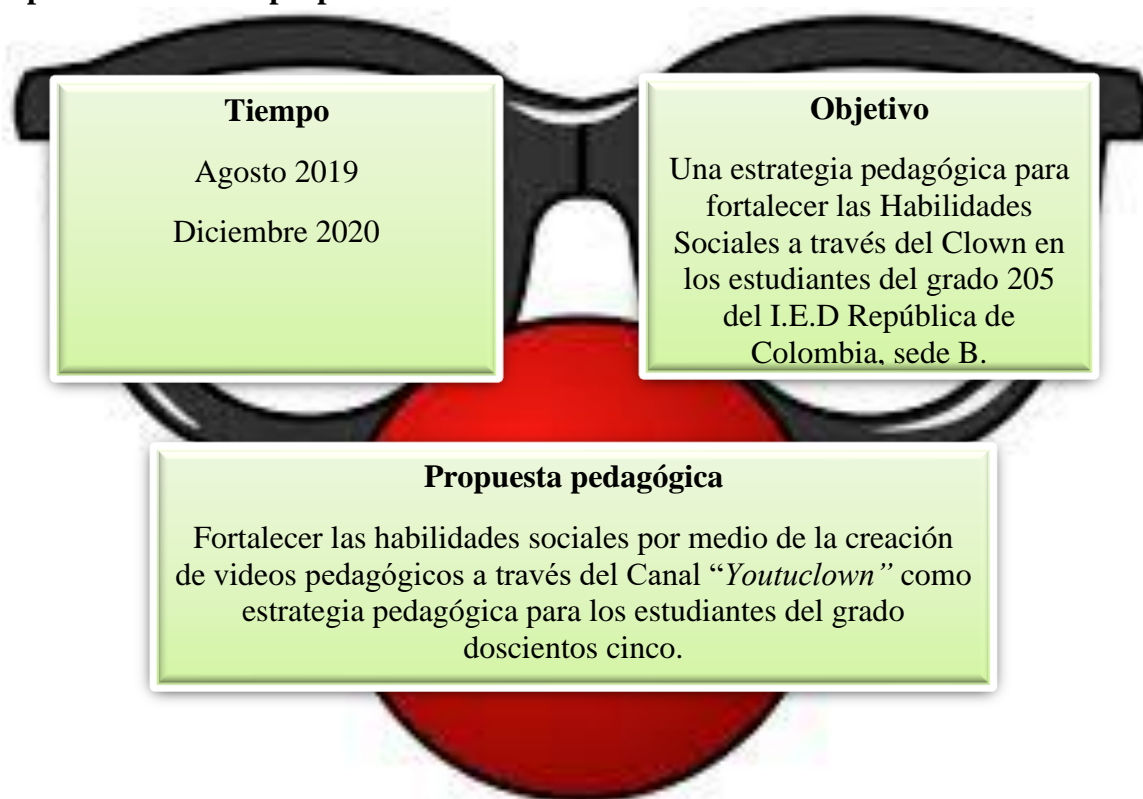 Tiempo
Agosto 2019
Diciembre 2020
Objetivo
Una estrategia pedagógica para
fortalecer las Habilidades
Sociales a través del Clown en
los estudiantes del grado 205
del I.E.D República de
Colombia, sede B.
Propuesta pedagógica
Fortalecer las habilidades sociales por medio de la creación
de videos pedagógicos a través del Canal “Youtuclown” como
estrategia pedagógica para los estudiantes del grado
doscientos cinco.